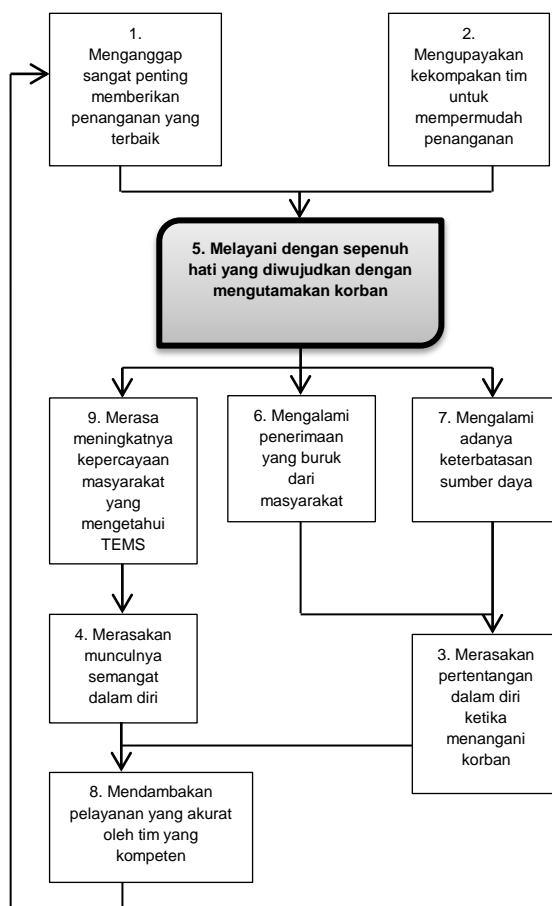 1.
Menganggap
sangat penting
memberikan
penanganan yang
terbaik
2.
Mengupayakan
kekompakan tim
untuk
mempermudah
penanganan
5. Melayani dengan sepenuh
hati yang diwujudkan dengan
mengutamakan korban
9. Merasa
meningkatnya
kepercayaan
masyarakat
yang
mengetahui
TEMS
6. Mengalami
penerimaan
yang buruk
dari
masyarakat
7. Mengalami
adanya
keterbatasan
sumber daya
4. Merasakan
munculnya
semangat
dalam diri
3. Merasakan
pertentangan
dalam diri
ketika
menangani
korban
8. Mendambakan
pelayanan yang akurat
oleh tim yang
kompeten